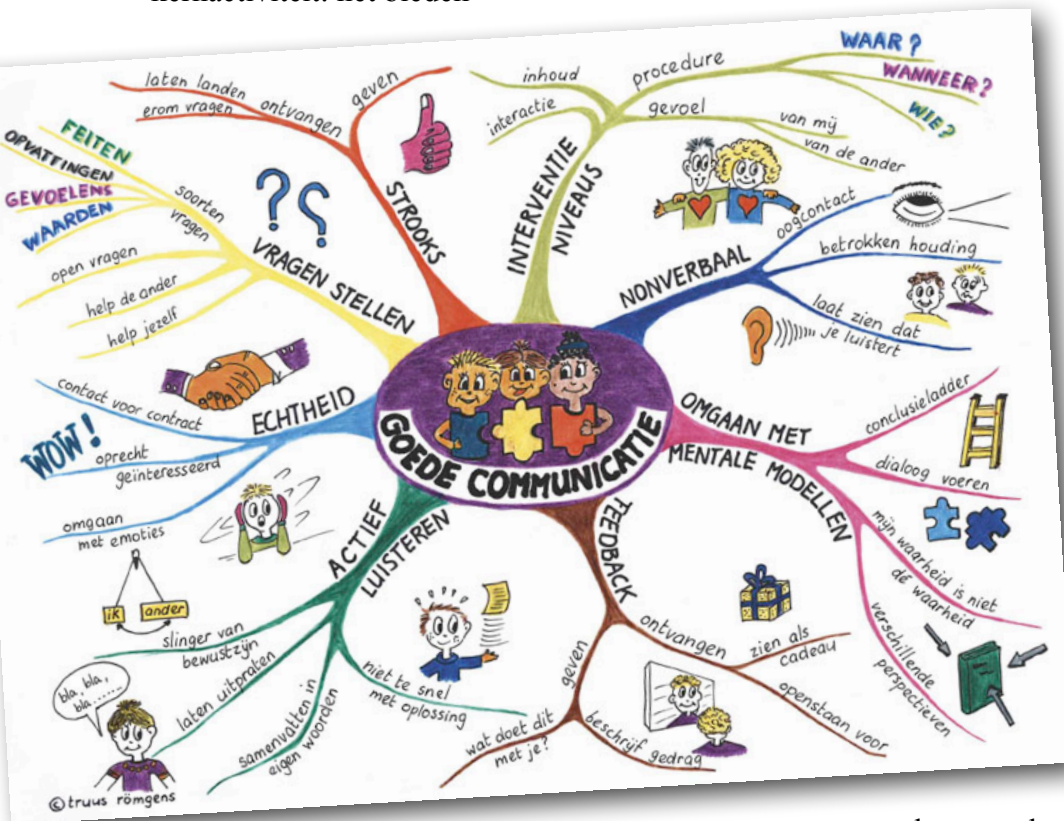 kernactiviteit: het bieden
WAAR?
WANNEER?
WIE?
procedure
inhoud
interactie
gevoel
van mij
van de ander
INTERVENTIE
NIVEAUS
geven
laten landen
erom vragen
ontvangen
STROOKS
FEITEN
OPVATTINGEN
GEVOELENS
WAARDEN
soorten
vragen
open vragen
help de ander
help jezelf
VRAGEN STELLEN
NONVERBAAL
oogcontact
betrokken houding
laat zien dat
je luistert
ECHTHEID
contact voor contract
WOW!
oprecht
geïnteresseerd
omgaan
met emoties
GOEDE COMMUNICATIE
OMGAAN MET
MENTALE MODELLEN
conclusieladder
dialoog voeren
mijn waarheid is niet
dé waarheid
verschillende
perspectieven
ACTIEF
LUISTEREN
ik
ander
slinger van
bewustzijn
laten uitpraten
samenvatten in
eigen woorden
niet te snel
met oplossing
bla, bla,
bla......
FEEDBACK
ontvangen
zien als
cadeau
openstaan voor
geven
wat doet dit
met je?
beschrijf gedrag
© truus römgens